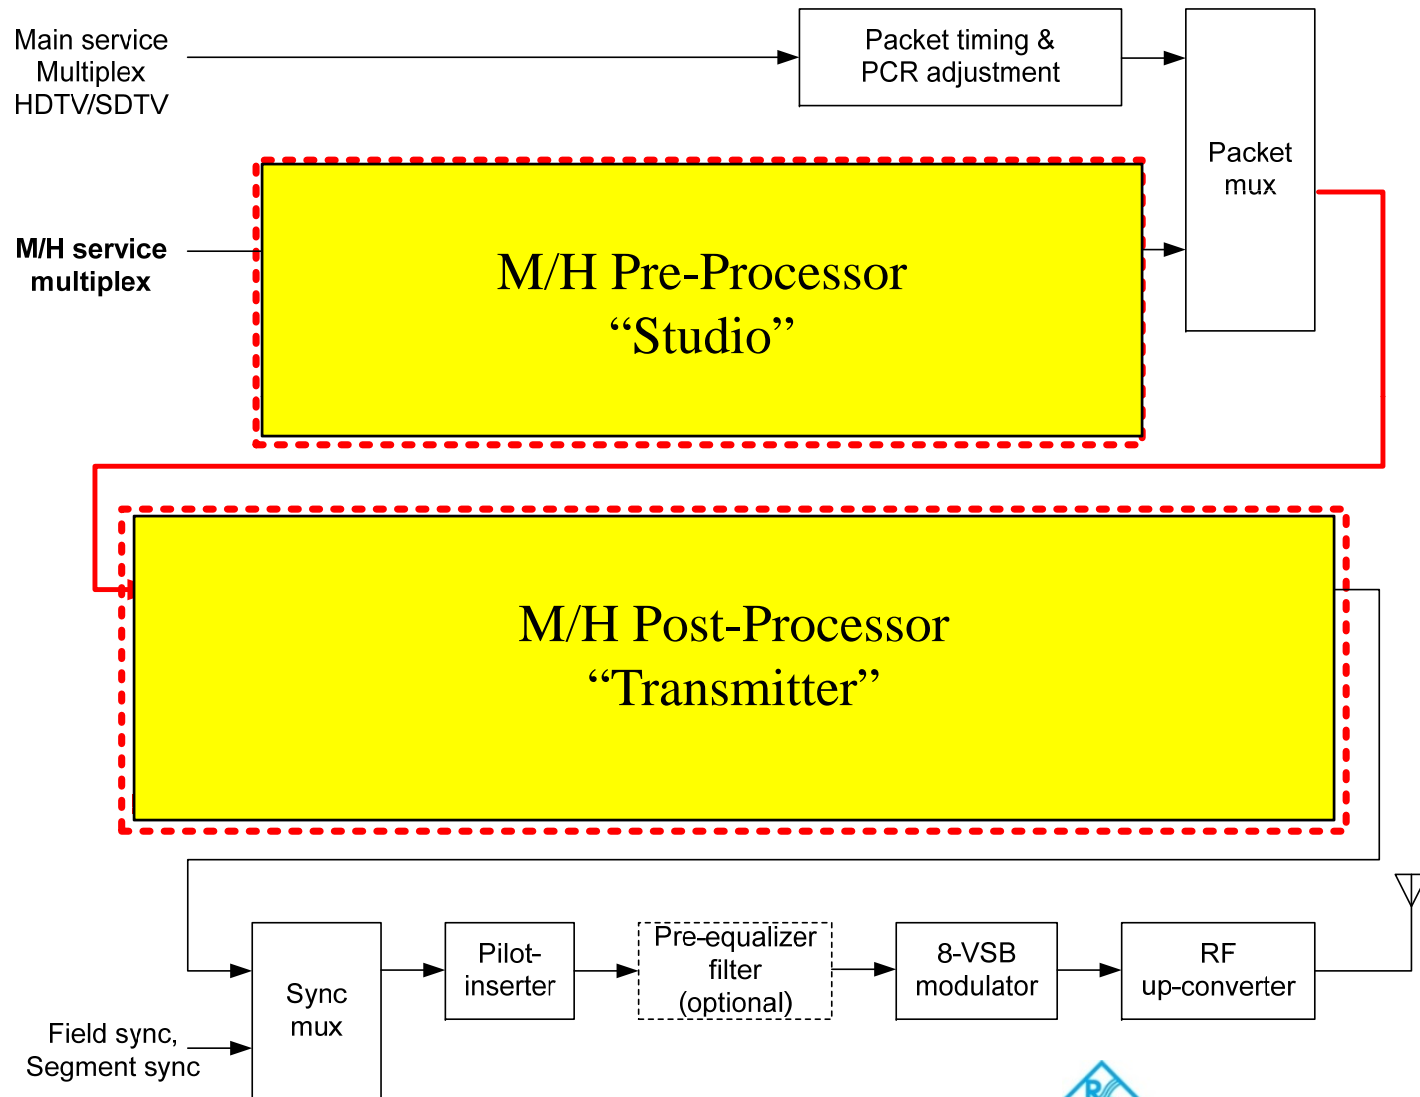 Main service
Multiplex
HDTV/SDTV
Packet timing &
PCR adjustment
Packet
mux
M/H service
multiplex
M/H Pre-Processor
“Studio”
M/H Post-Processor
“Transmitter”
Sync
mux
Pilot-
inserter
Pre-equalizer
filter
(optional)
8-VSB
modulator
RF
up-converter
Field sync,
Segment sync
R